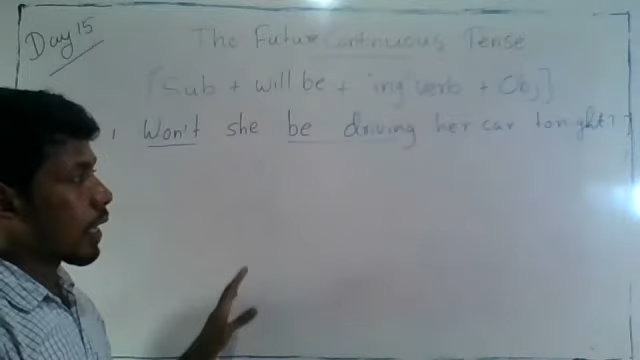 Day 15
The Future Continuous Tense
[Sub + will be + ing verb + Obj]
1 Won't she be driving her car tonight?